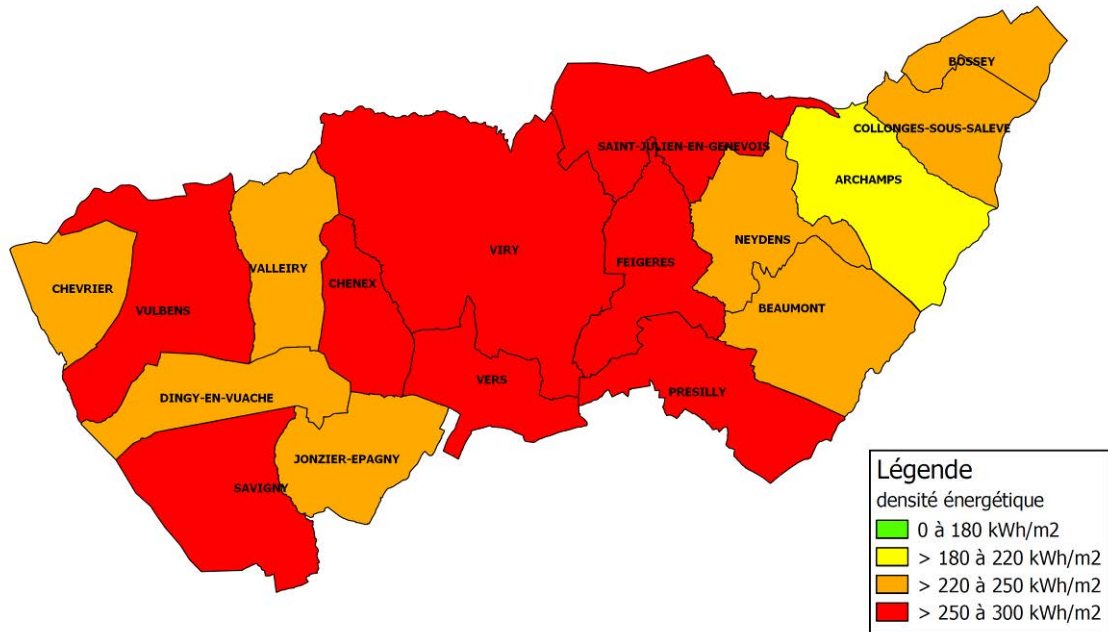 BOSSEY
COLLONGES-SOUS-SALEVE
SAINT-JULIEN-EN-GENEVOIS
ARCHAMPS
NEYDENS
VIRY
FEIGERES
VALLEIRY
CHENEX
CHEVRIER
VULBENS
BEAUMONT
VERS
PRESILLY
DINGY-EN-VUACHE
JONZIER-EPAGNY
SAVIGNY
Légende
densité énergétique
0 à 180 kWh/m2
> 180 à 220 kWh/m2
> 220 à 250 kWh/m2
> 250 à 300 kWh/m2